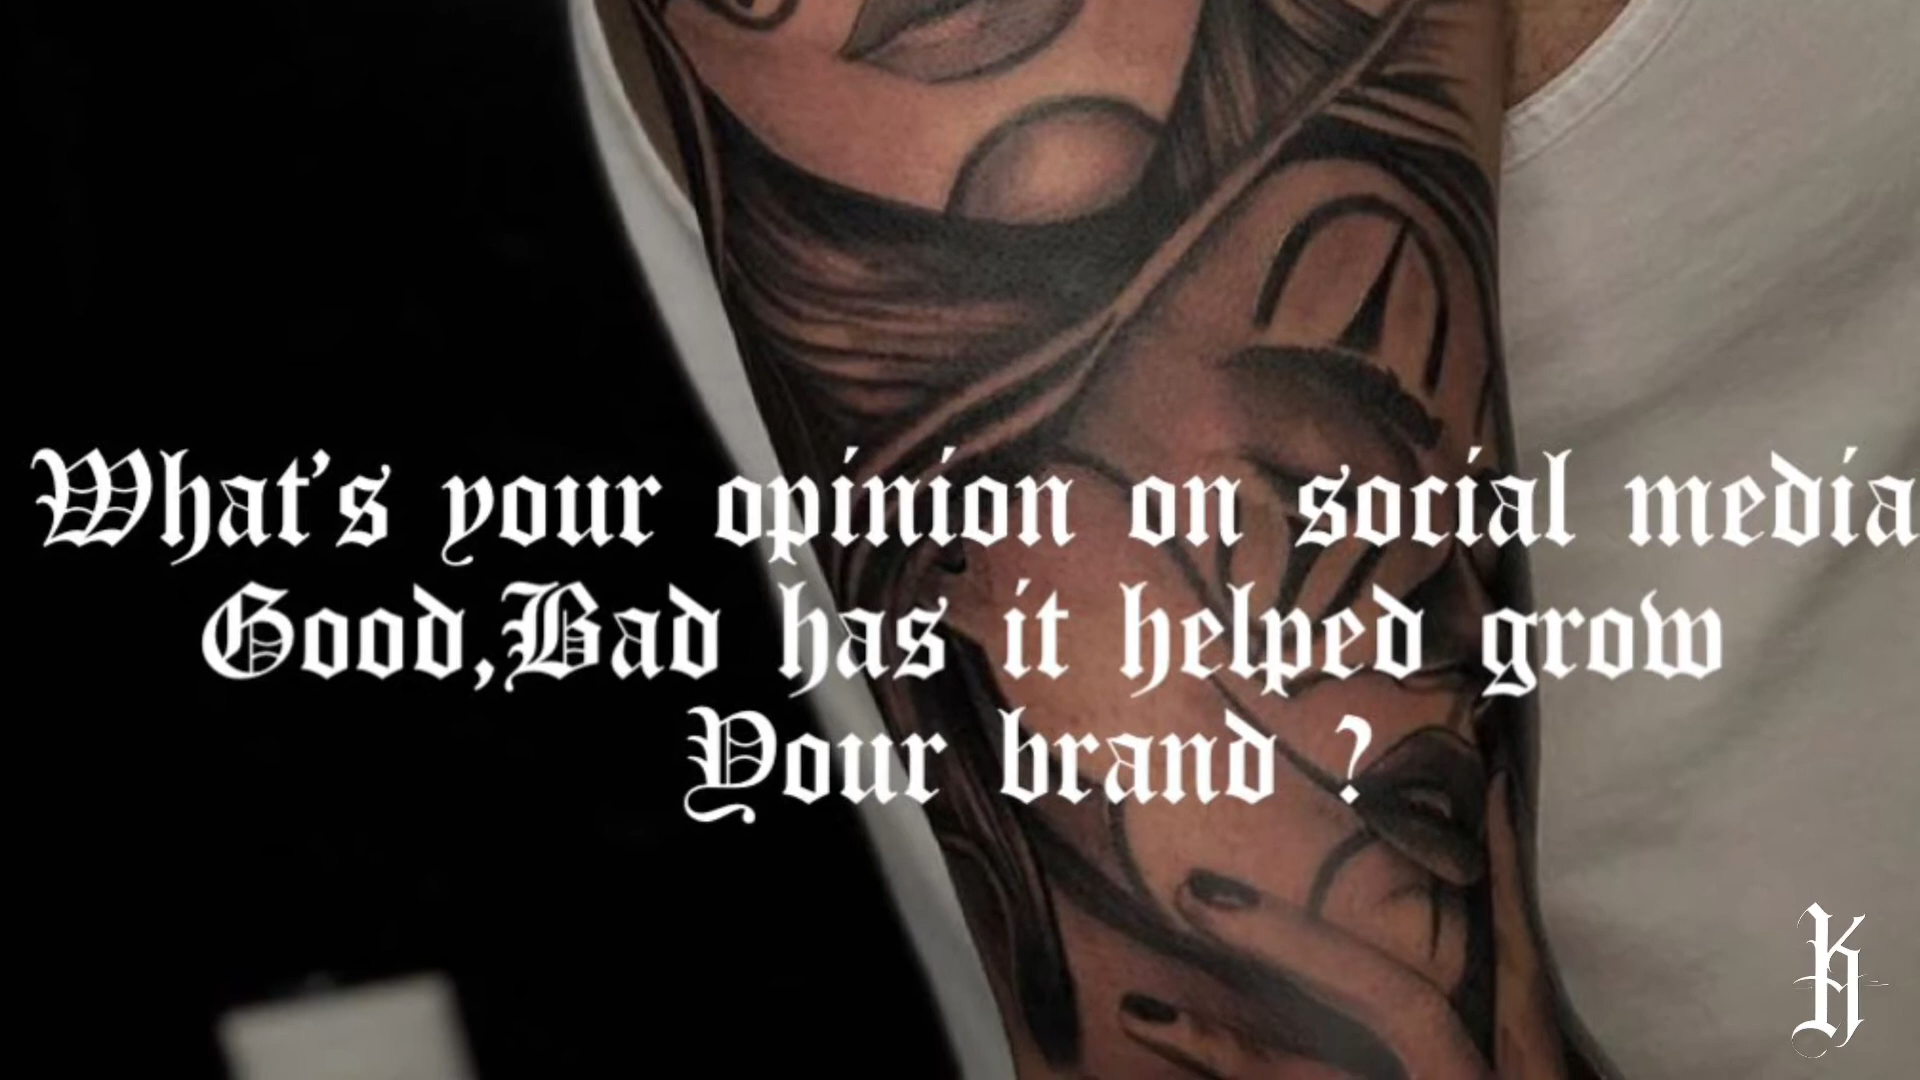 What's your opinion on social media
Good,Bad has it helped grow
Your brand ?